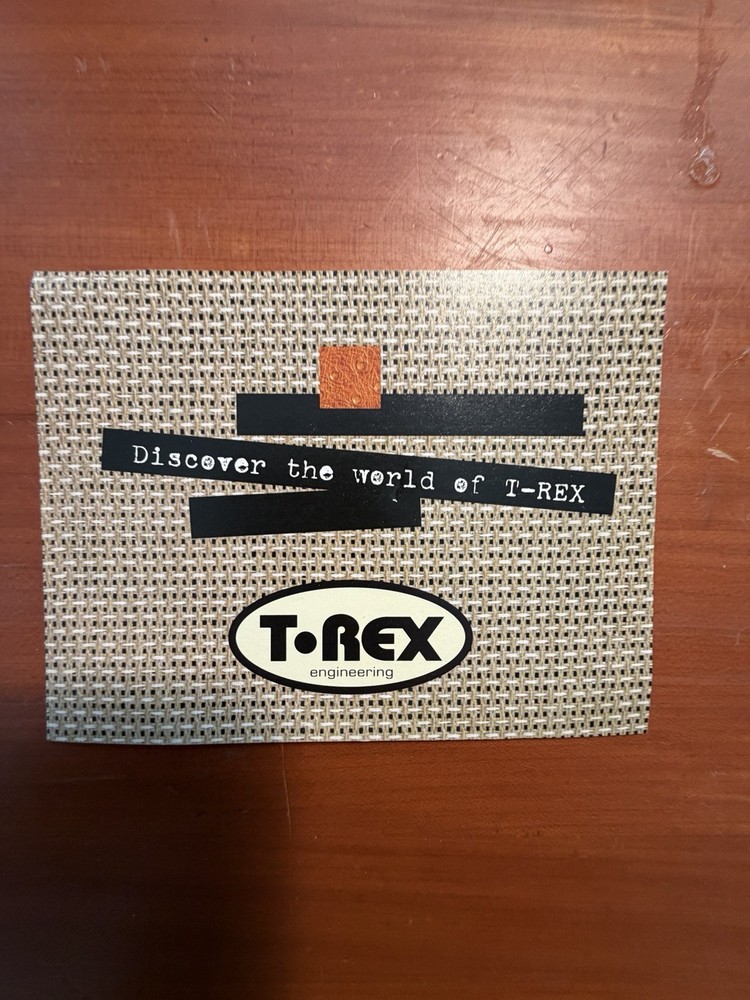 Discover the world of T-REX
T•REX
engineering